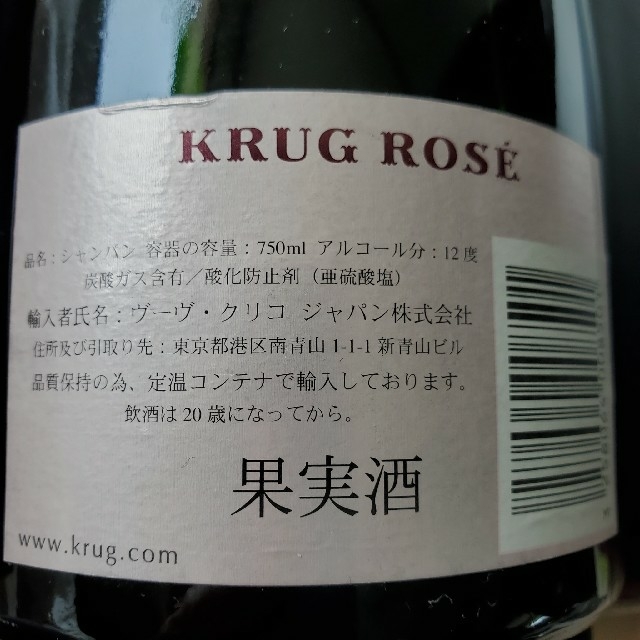 KRUG ROSÉ
品名：シャンパン 容器の容量：750ml アルコール分：12度
炭酸ガス含有／酸化防止剤（亜硫酸塩）
輸入者氏名：ヴーヴ・クリコ ジャパン株式会社
住所及び引取り先：東京都港区南青山 1-1-1 新青山ビル
品質保持の為、定温コンテナで輸入しております。
飲酒は20歳になってから。
果実酒
www.krug.com